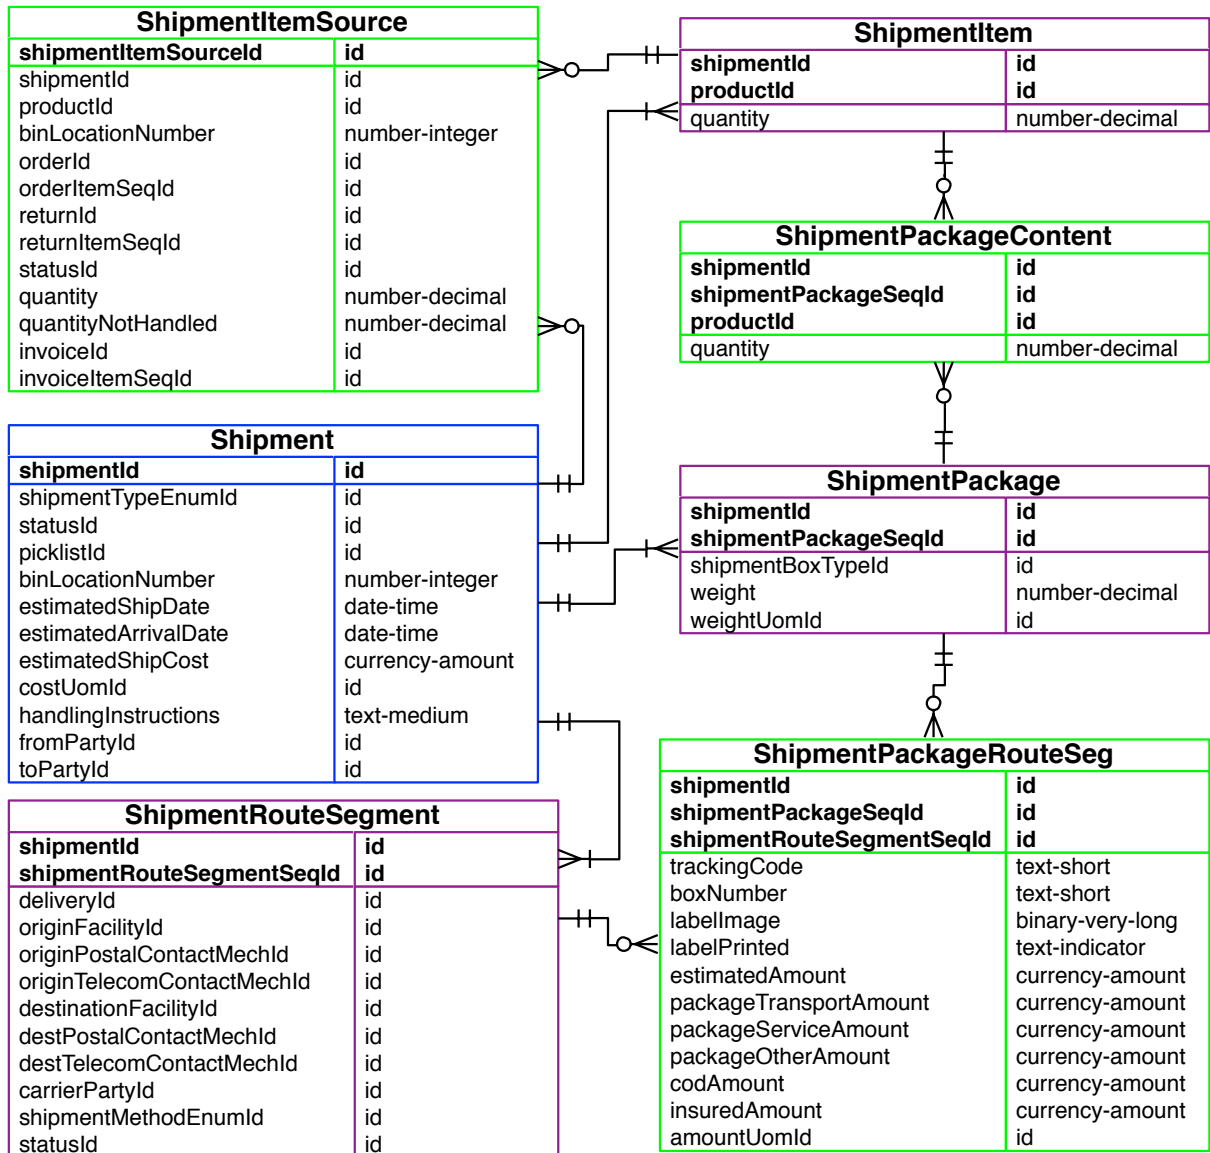 ShipmentItemSource
shipmentItemSourceId id
shipmentId id
productId id
binLocationNumber number-integer
orderId id
orderItemSeqId id
returnId id
returnItemSeqId id
statusId id
quantity number-decimal
quantityNotHandled number-decimal
invoiceId id
invoiceItemSeqId id
Shipment
shipmentId id
shipmentTypeEnumId id
statusId id
picklistId id
binLocationNumber number-integer
estimatedShipDate date-time
estimatedArrivalDate date-time
estimatedShipCost currency-amount
costUomId id
handlingInstructions text-medium
fromPartyId id
toPartyId id
ShipmentRouteSegment
shipmentId id
shipmentRouteSegmentSeqId id
deliveryId id
originFacilityId id
originPostalContactMechId id
originTelecomContactMechId id
destinationFacilityId id
destPostalContactMechId id
destTelecomContactMechId id
carrierPartyId id
shipmentMethodEnumId id
statusId id
ShipmentItem
shipmentId id
productId id
quantity number-decimal
ShipmentPackageContent
shipmentId id
shipmentPackageSeqId id
productId id
quantity number-decimal
ShipmentPackage
shipmentId id
shipmentPackageSeqId id
shipmentBoxTypeId id
weight number-decimal
weightUomId id
ShipmentPackageRouteSeg
shipmentId id
shipmentPackageSeqId id
shipmentRouteSegmentSeqId id
trackingCode text-short
boxNumber text-short
labelImage binary-very-long
labelPrinted text-indicator
estimatedAmount currency-amount
packageTransportAmount currency-amount
packageServiceAmount currency-amount
packageOtherAmount currency-amount
codAmount currency-amount
insuredAmount currency-amount
amountUomId id